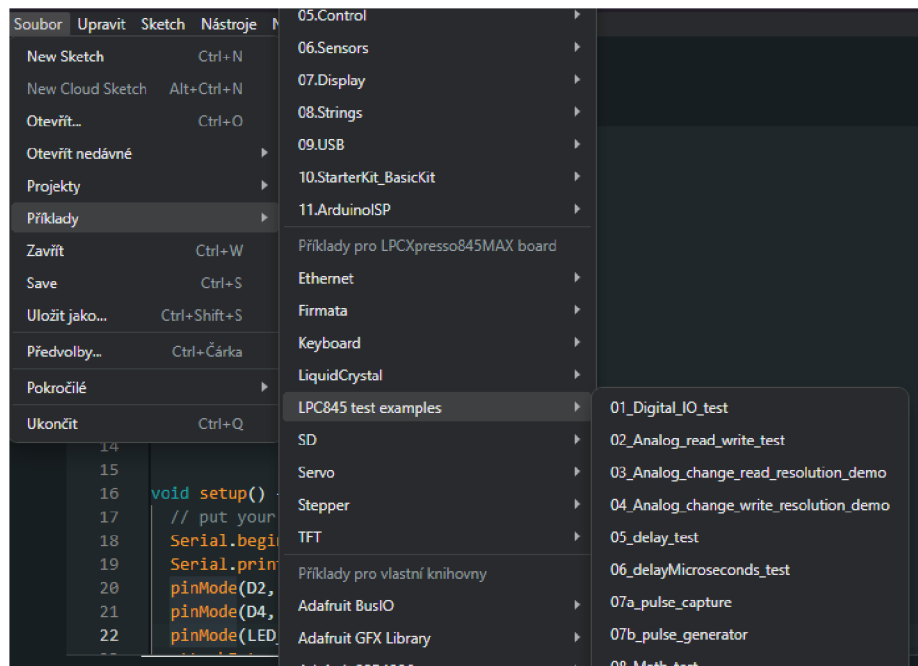 Soubor Upravit Sketch Nástroje
New Sketch Ctrl+N
New Cloud Sketch Alt+Ctrl+N
Otevřít... Ctrl+O
Otevřít nedávné
Projekty
Příklady
Zavřít Ctrl+W
Save Ctrl+S
Uložit jako... Ctrl+Shift+S
Předvolby... Ctrl+Čárka
Pokročilé
Ukončit Ctrl+Q
05.Control
06.Sensors
07.Display
08.Strings
09.USB
10.StarterKit_BasicKit
11.ArduinoISP
Příklady pro LPCXpresso845MAX board
Ethernet
Firmata
Keyboard
LiquidCrystal
LPC845 test examples
SD
Servo
Stepper
TFT
Příklady pro vlastní knihovny
Adafruit BusIO
Adafruit GFX Library
01_Digital_IO_test
02_Analog_read_write_test
03_Analog_change_read_resolution_demo
04_Analog_change_write_resolution_demo
05_delay_test
06_delayMicroseconds_test
07a_pulse_capture
07b_pulse_generator
08_Math_test
14
15
16 void setup()
17 // put your
18 Serial.begi
19 Serial.prin
20 pinMode(D2,
21 pinMode(D4,
22 pinMode(LED_